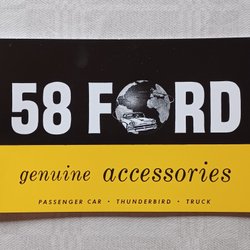 58 FORD
genuine accessories
PASSENGER CAR · THUNDERBIRD · TRUCK